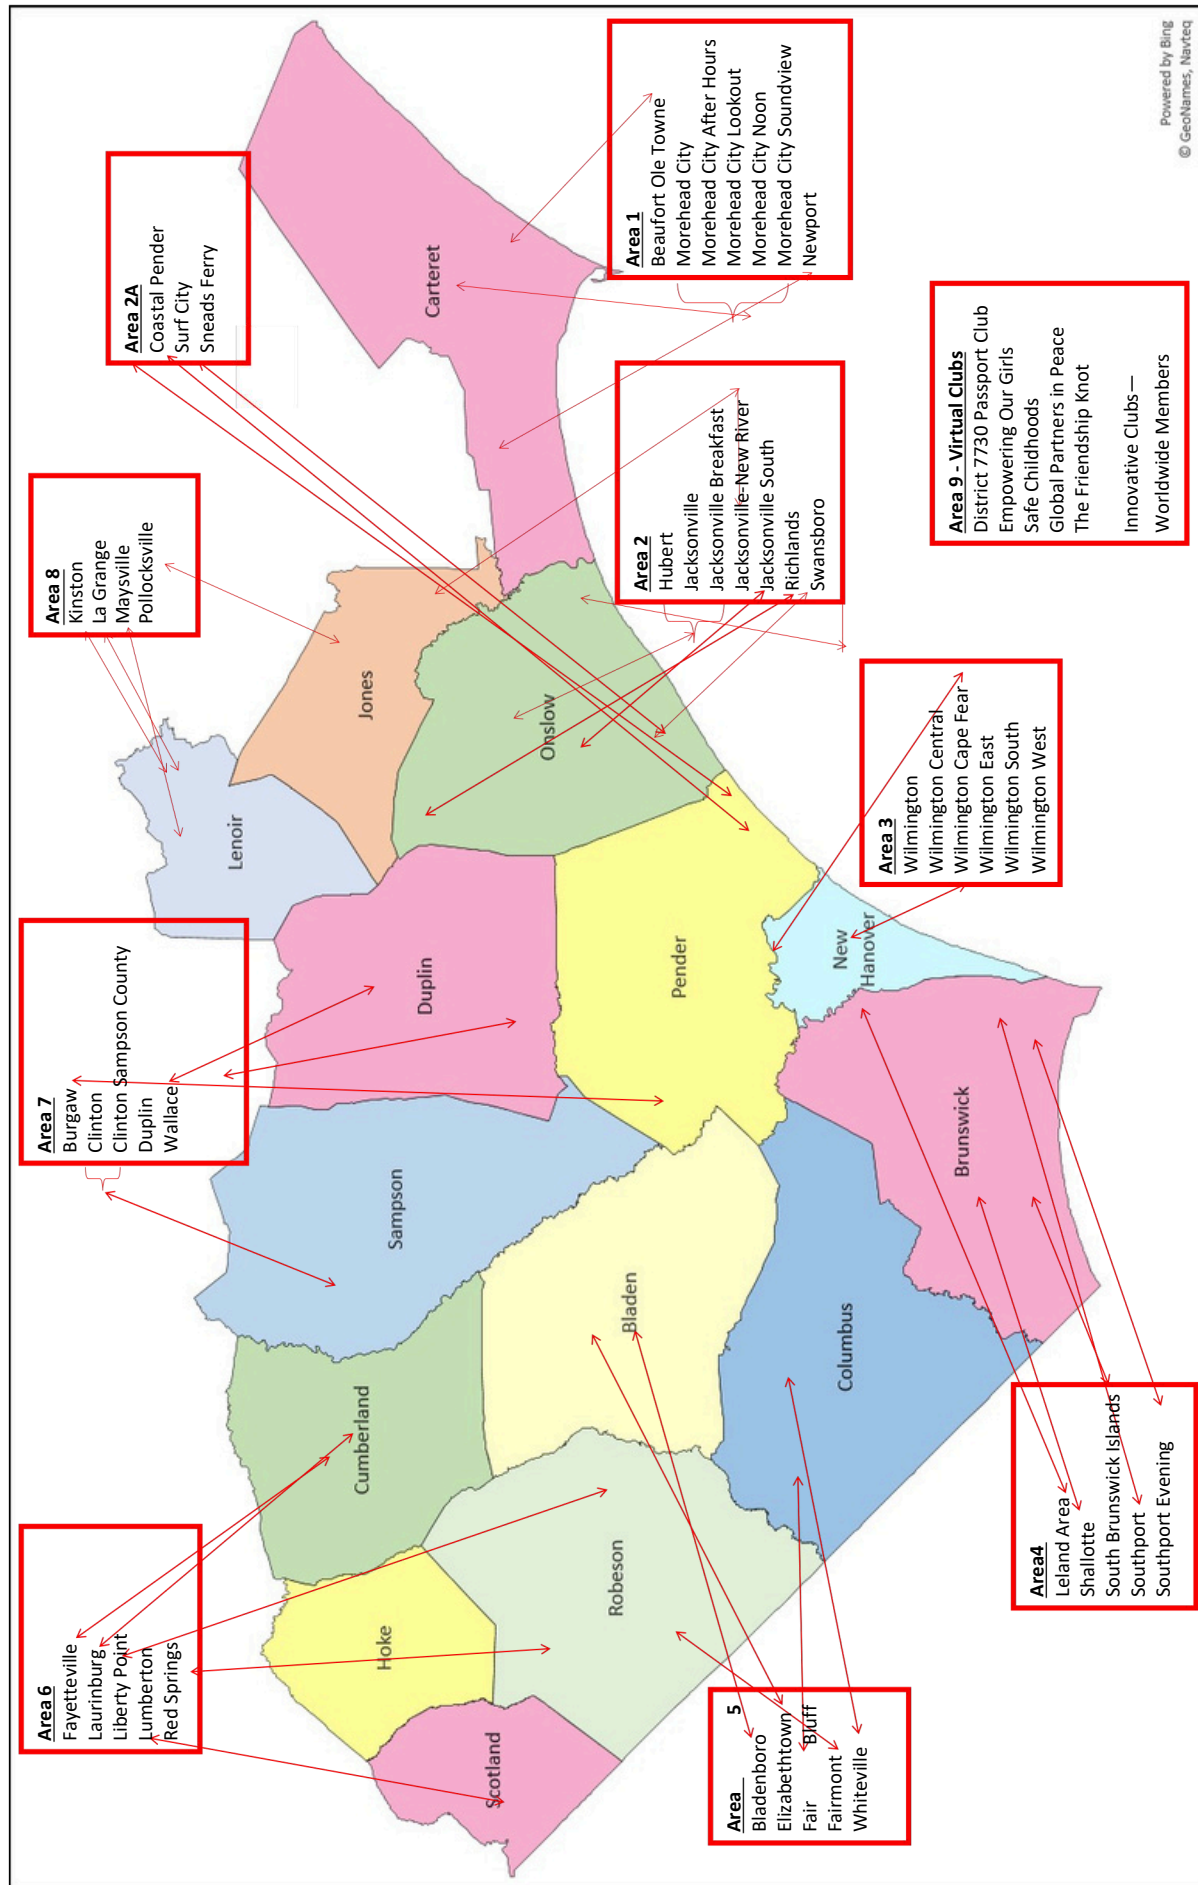 Area 6
Fayetteville
Laurinburg
Liberty Point
Lumberton
Red Springs
Area 7
Burgaw
Clinton
Clinton Sampson County
Duplin
Wallace
Area 8
Kinston
La Grange
Maysville
Pollocksville
Area 2A
Coastal Pender
Surf City
Sneads Ferry
Scotland
Hoke
Cumberland
Sampson
Duplin
Lenoir
Jones
Carteret
Robeson
Bladen
Pender
Onslow
Columbus
Brunswick
New
Hanover
Area 5
Bladenboro
Elizabethtown
Fair Bluff
Fairmont
Whiteville
Area4
Leland Area
Shallotte
South Brunswick Islands
Southport
Southport Evening
Area 3
Wilmington
Wilmington Central
Wilmington Cape Fear
Wilmington East
Wilmington South
Wilmington West
Area 2
Hubert
Jacksonville
Jacksonville Breakfast
Jacksonville-New River
Jacksonville South
Richlands
Swansboro
Area 1
Beaufort Ole Towne
Morehead City
Morehead City After Hours
Morehead City Lookout
Morehead City Noon
Morehead City Soundview
Newport
Area 9 - Virtual Clubs
District 7730 Passport Club
Empowering Our Girls
Safe Childhoods
Global Partners in Peace
The Friendship Knot
Innovative Clubs—
Worldwide Members
Powered by Bing
© GeoNames, Navteq